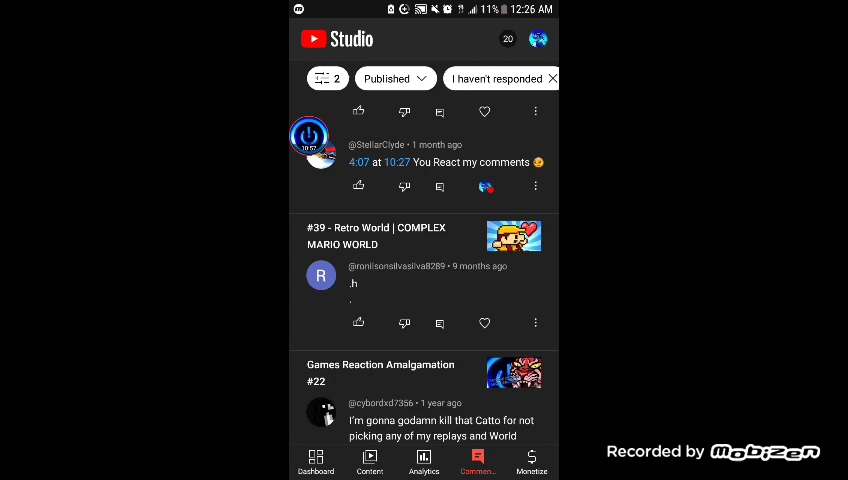 11% 12:26 AM
Studio
20
2
Published
I haven't responded
10:57
@StellarClyde • 1 month ago
4:07 at 10:27 You React my comments
#39 - Retro World | COMPLEX
MARIO WORLD
R
@ronilsonsilvasilva8289 • 9 months ago
.h
.
Games Reaction Amalgamation
#22
@cybordxd7356 • 1 year ago
I'm gonna godamn kill that Catto for not
picking any of my replays and World
Dashboard
Content
Analytics
Commen...
Monetize
Recorded by mobizen